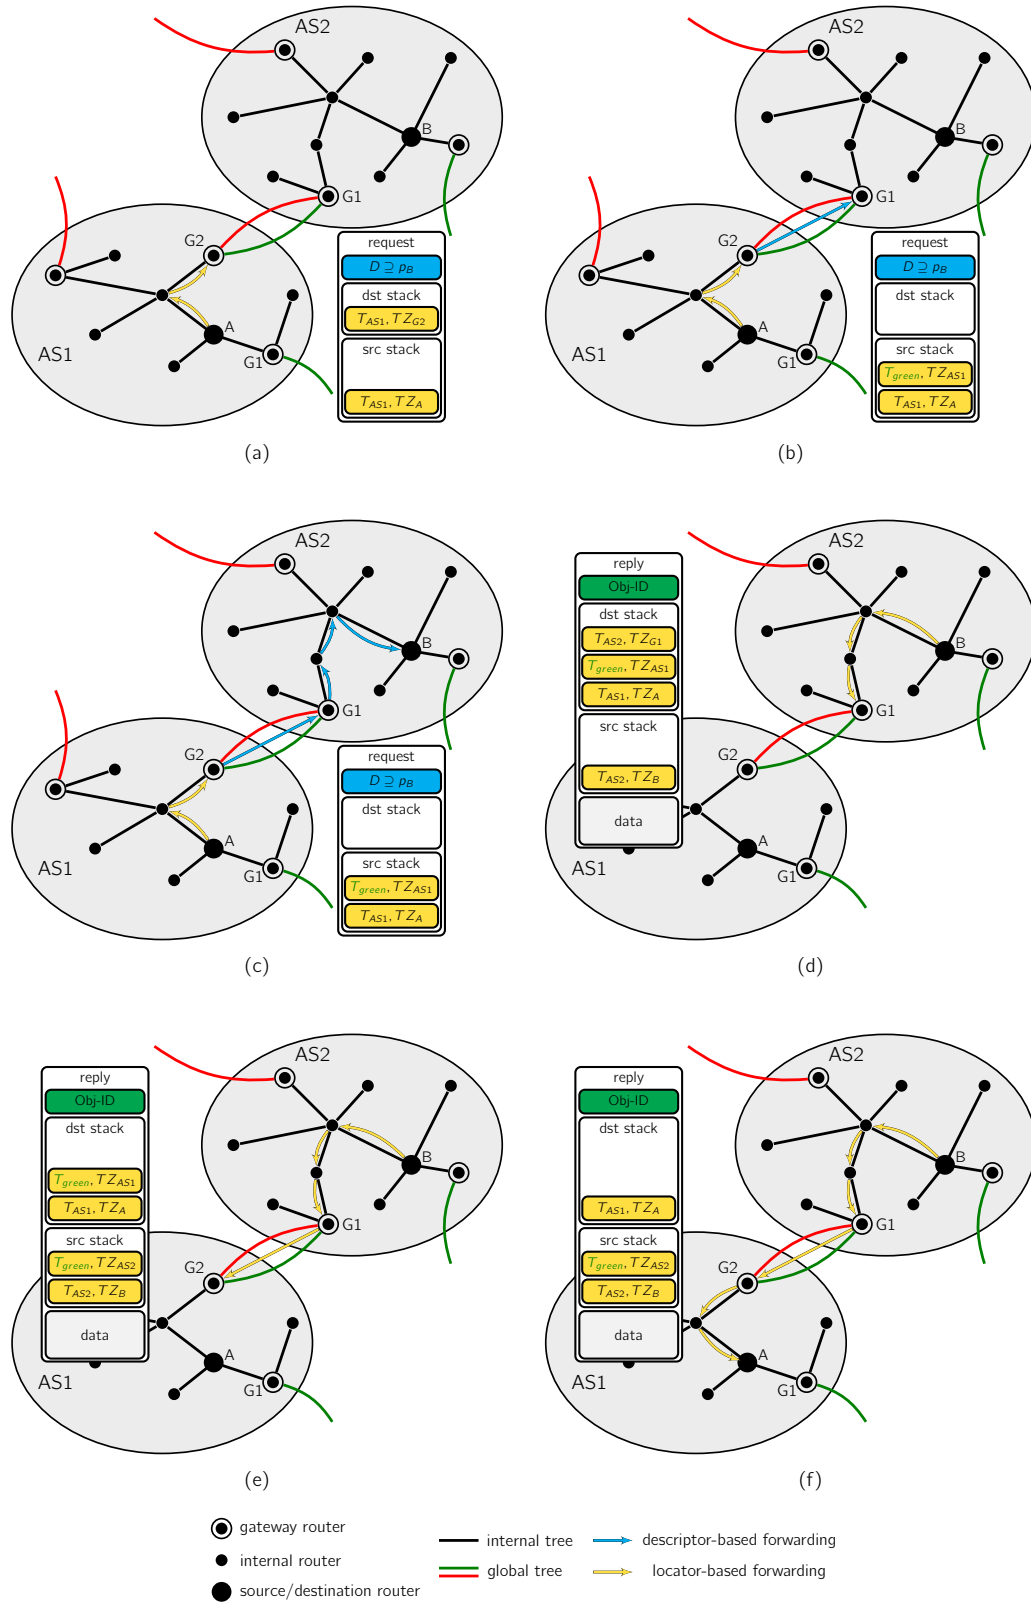 AS2
B
G1
G2
A
G1
AS1
request
D ⊇ p_B
dst stack
T_AS1, TZ_G2
src stack
T_AS1, TZ_A
(a)
AS2
B
G1
G2
A
G1
AS1
request
D ⊇ p_B
dst stack
src stack
T_green, TZ_AS1
T_AS1, TZ_A
(b)
AS2
B
G1
G2
A
G1
AS1
request
D ⊇ p_B
dst stack
src stack
T_green, TZ_AS1
T_AS1, TZ_A
(c)
reply
Obj-ID
dst stack
T_AS2, TZ_G1
T_green, TZ_AS1
T_AS1, TZ_A
src stack
T_AS2, TZ_B
data
AS2
B
G1
G2
A
G1
AS1
(d)
reply
Obj-ID
dst stack
T_green, TZ_AS1
T_AS1, TZ_A
src stack
T_green, TZ_AS2
T_AS2, TZ_B
data
AS2
B
G1
G2
A
G1
AS1
(e)
reply
Obj-ID
dst stack
T_AS1, TZ_A
src stack
T_green, TZ_AS2
T_AS2, TZ_B
data
AS2
B
G1
G2
A
G1
AS1
(f)
gateway router
internal router
source/destination router
internal tree
global tree
descriptor-based forwarding
locator-based forwarding